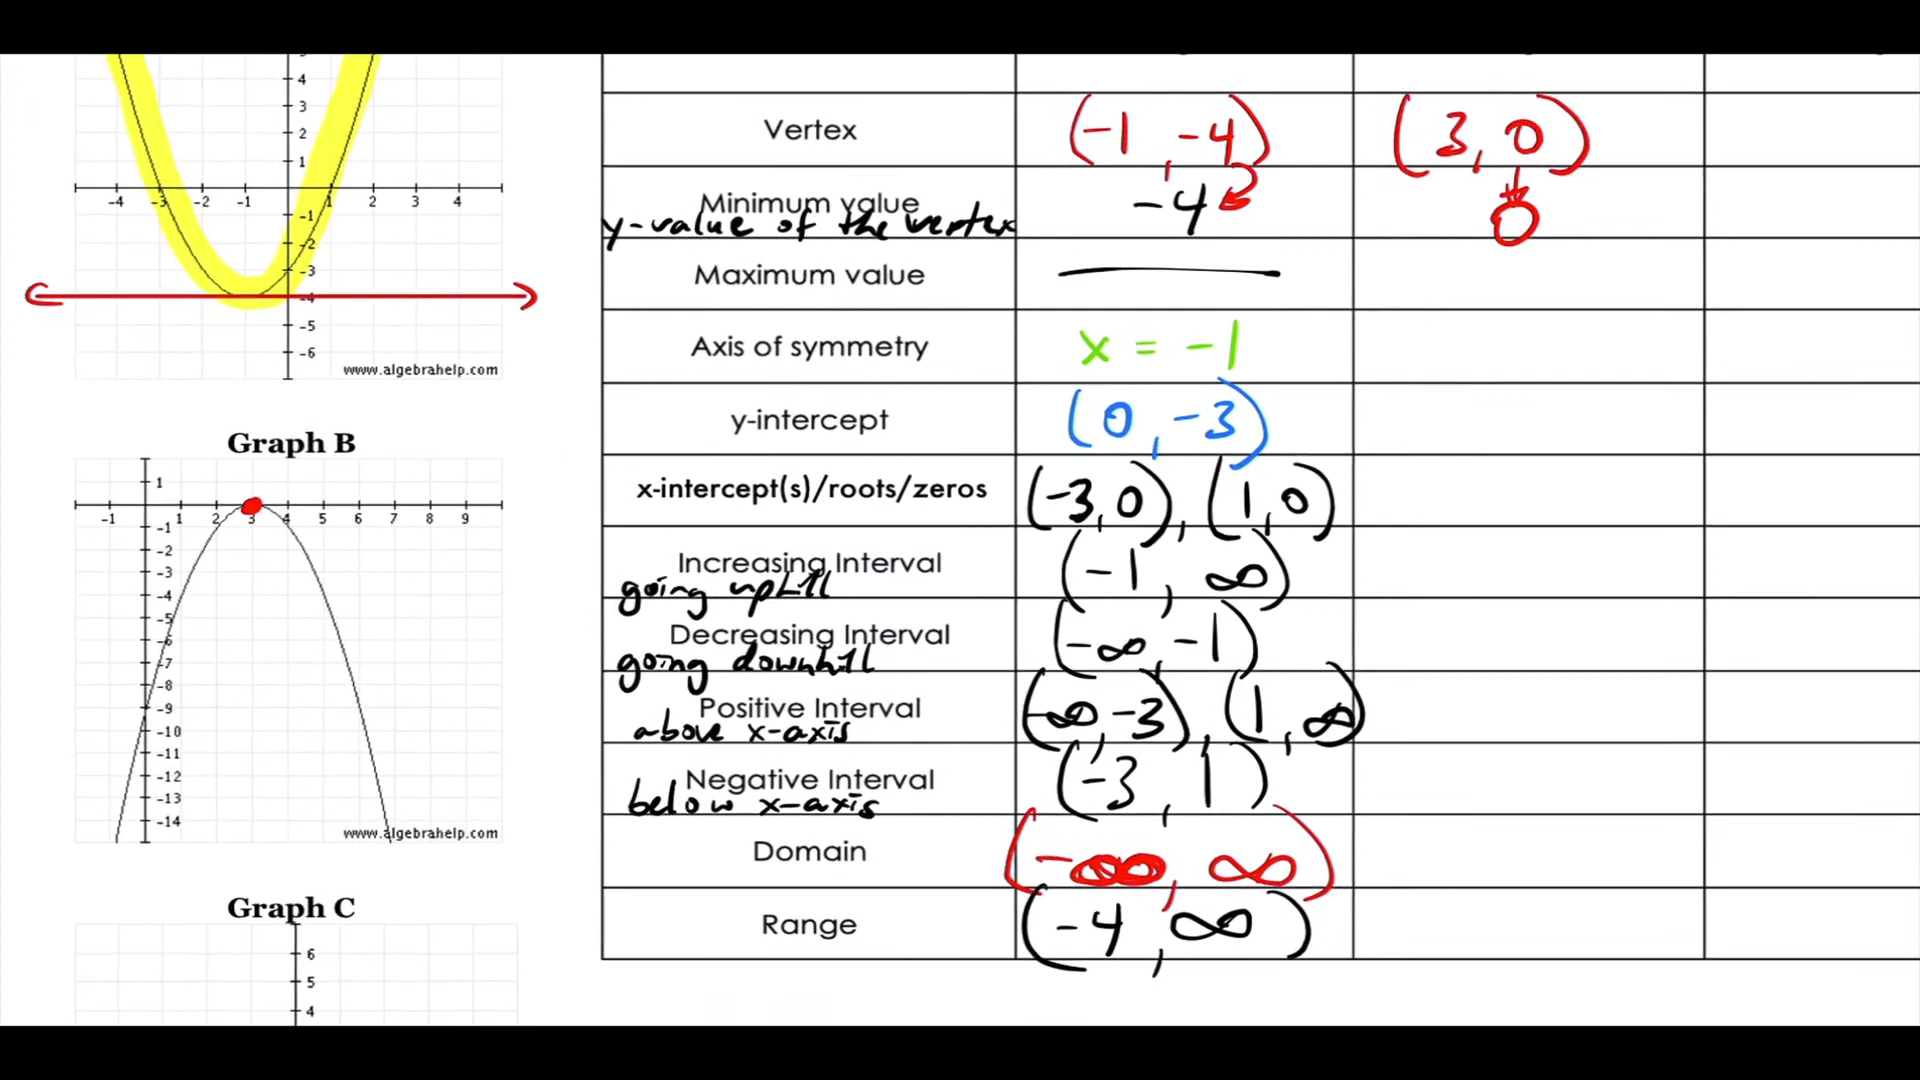 5
4
3
2
1
-4 -3 -2 -1 1 2 3 4
-1
-2
-3
-4
-5
-6
www.algebrahelp.com
Graph B
1
-1 1 2 3 4 5 6 7 8 9
-1
-2
-3
-4
-5
-6
-7
-8
-9
-10
-11
-12
-13
-14
www.algebrahelp.com
Graph C
6
5
4
Vertex (-1, -4) (3, 0)
Minimum value -4 0
y-value of the vertex
Maximum value —
Axis of symmetry x = -1
y-intercept (0, -3)
x-intercept(s)/roots/zeros (-3, 0), (1, 0)
Increasing Interval (-1, ∞)
going uphill
Decreasing Interval (-∞, -1)
going downhill
Positive Interval (-∞, -3), (1, ∞)
above x-axis
Negative Interval (-3, 1)
below x-axis
Domain (-∞, ∞)
Range (-4, ∞)